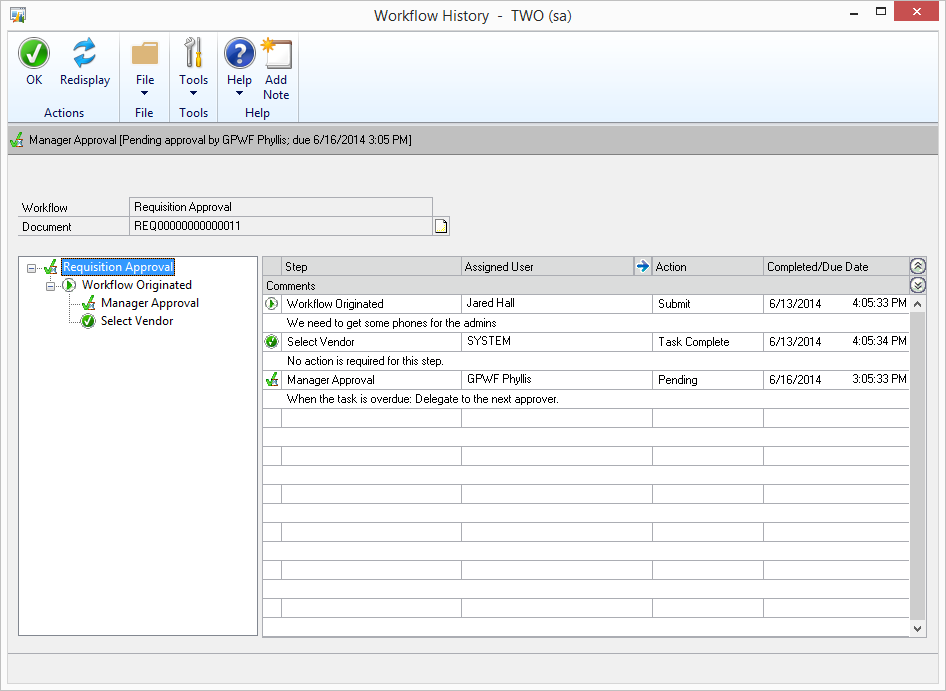 Workflow History - TWO (sa)
OK Redisplay File Tools Help Add Note
Actions File Tools Help
Manager Approval [Pending approval by GPWF Phyllis; due 6/16/2014 3:05 PM]
Workflow Requisition Approval
Document REQ00000000000011
Requisition Approval
Workflow Originated
Manager Approval
Select Vendor
Step Assigned User Action Completed/Due Date
Comments
Workflow Originated Jared Hall Submit 6/13/2014 4:05:33 PM
We need to get some phones for the admins
Select Vendor SYSTEM Task Complete 6/13/2014 4:05:34 PM
No action is required for this step.
Manager Approval GPWF Phyllis Pending 6/16/2014 3:05:33 PM
When the task is overdue: Delegate to the next approver.